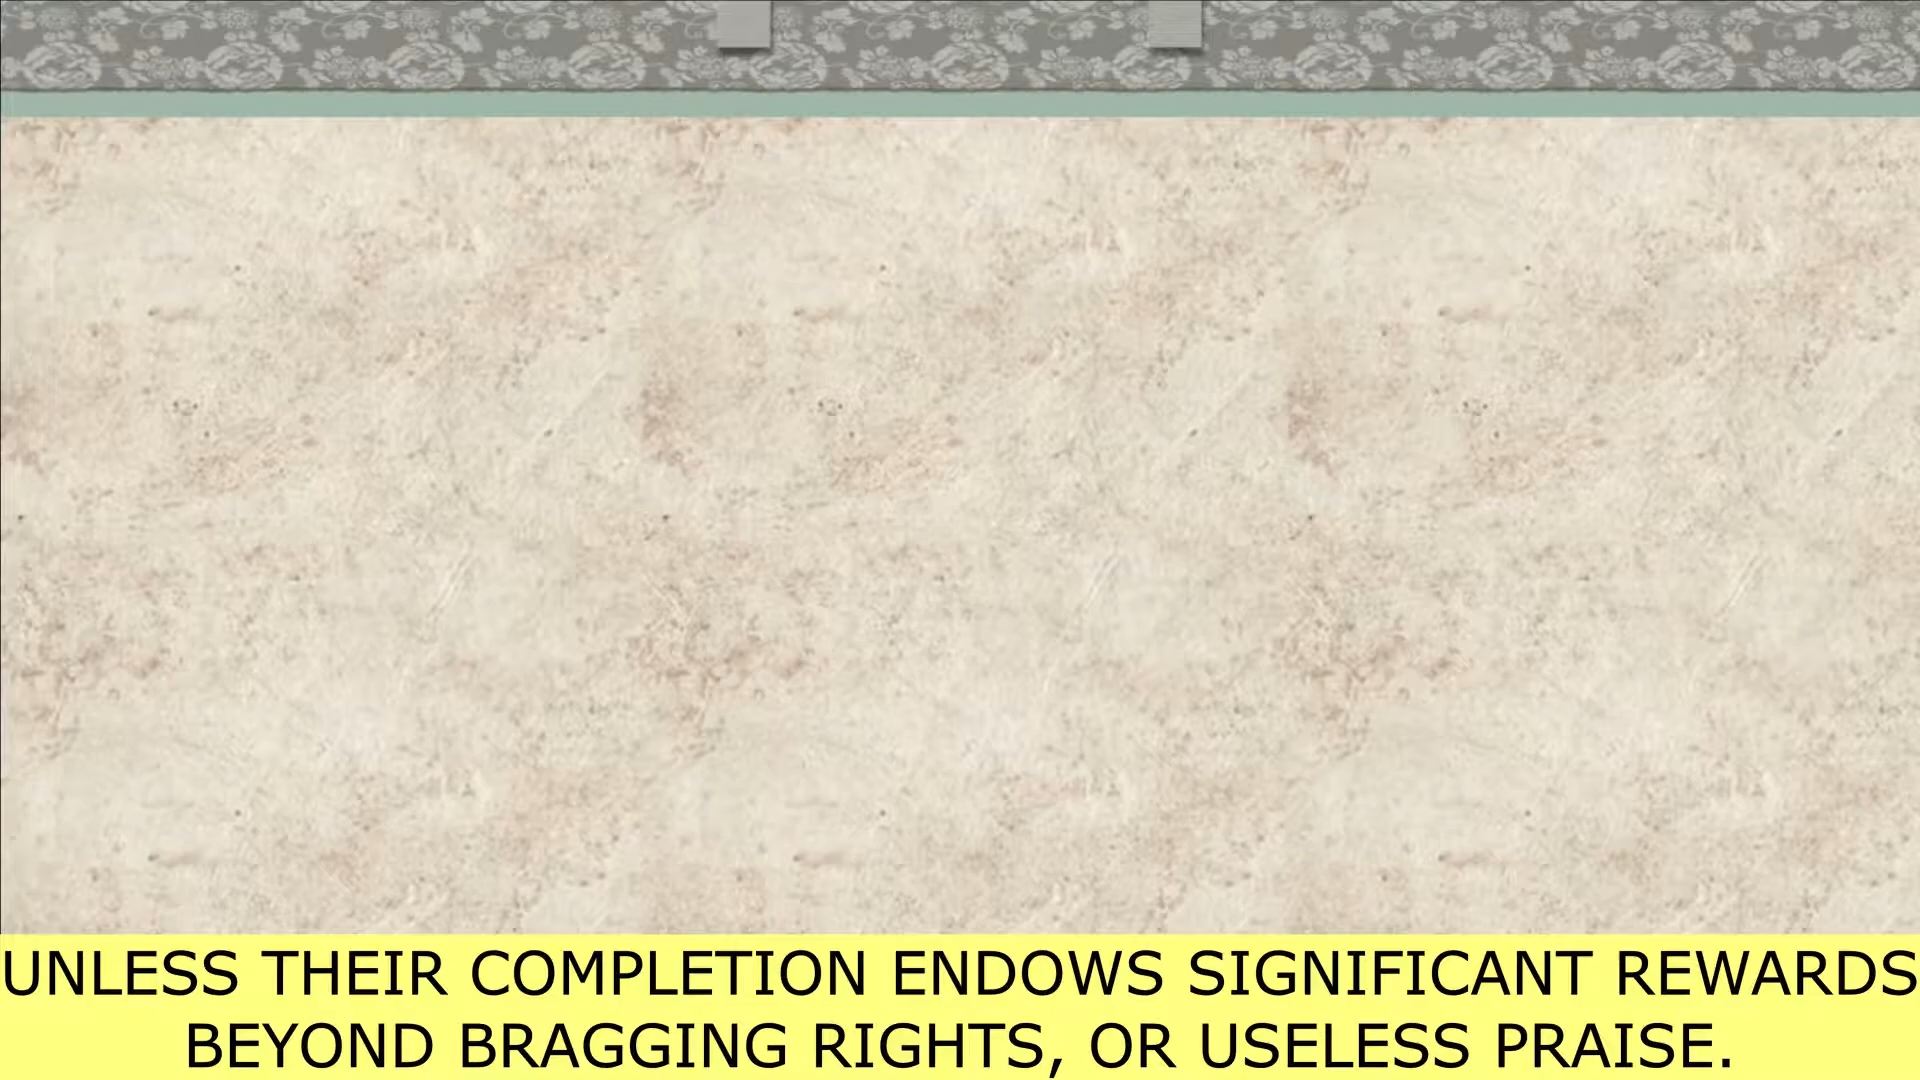 UNLESS THEIR COMPLETION ENDOWS SIGNIFICANT REWARDS
BEYOND BRAGGING RIGHTS, OR USELESS PRAISE.